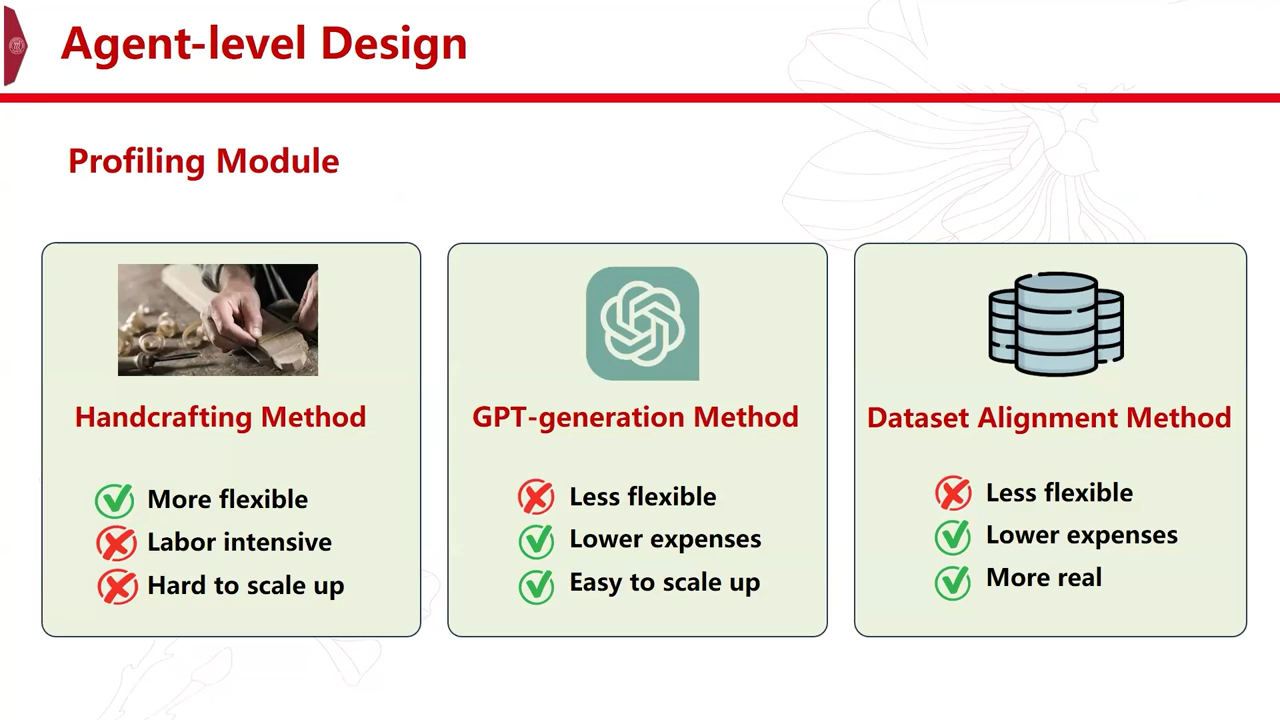 Agent-level Design
Profiling Module
Handcrafting Method
More flexible
Labor intensive
Hard to scale up
GPT-generation Method
Less flexible
Lower expenses
Easy to scale up
Dataset Alignment Method
Less flexible
Lower expenses
More real